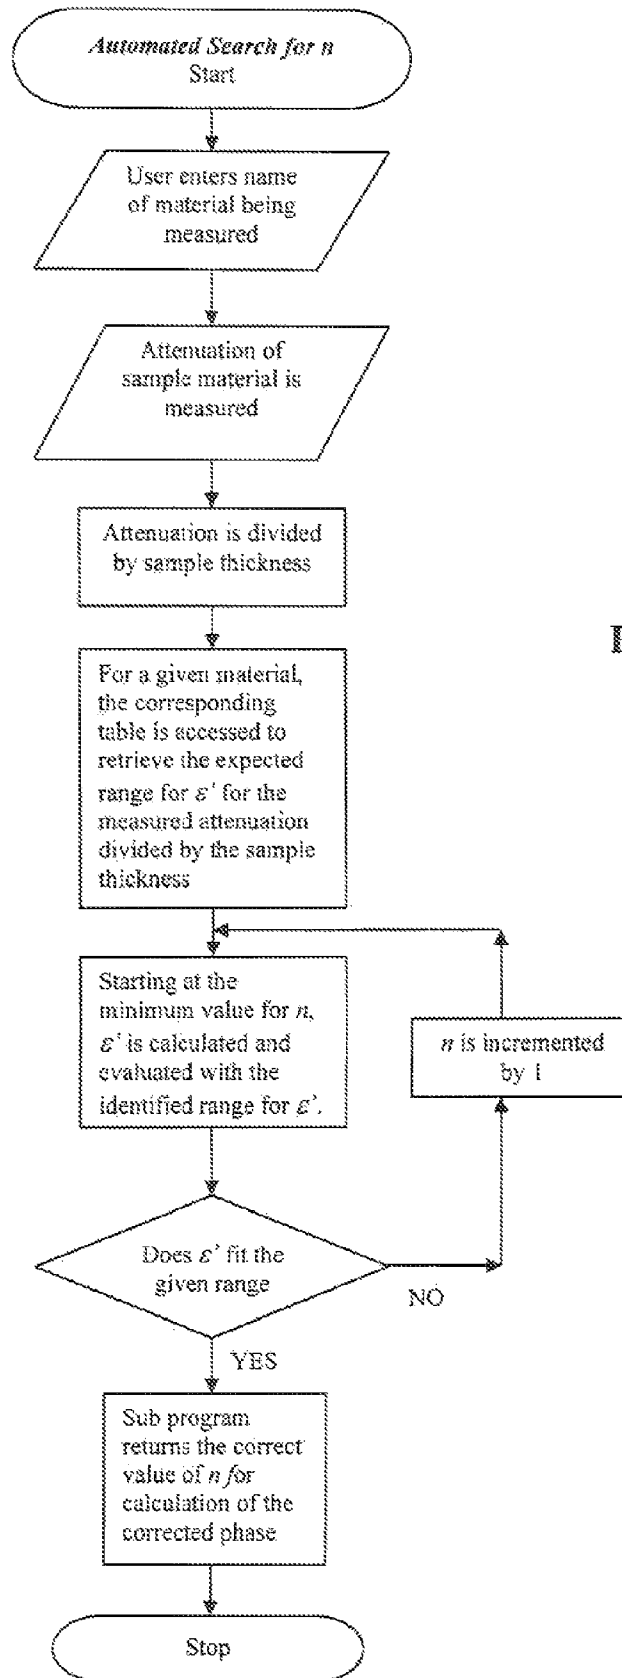 Automated Search for n
Start
User enters name
of material being
measured
Attenuation of
sample material is
measured
Attenuation is divided
by sample thickness
For a given material,
the corresponding
table is accessed to
retrieve the expected
range for ε' for the
measured attenuation
divided by the sample
thickness
Starting at the
minimum value for n,
ε' is calculated and
evaluated with the
identified range for ε'.
n is incremented
by 1
Does ε' fit the
given range
NO
YES
Sub program
returns the correct
value of n for
calculation of the
corrected phase
Stop